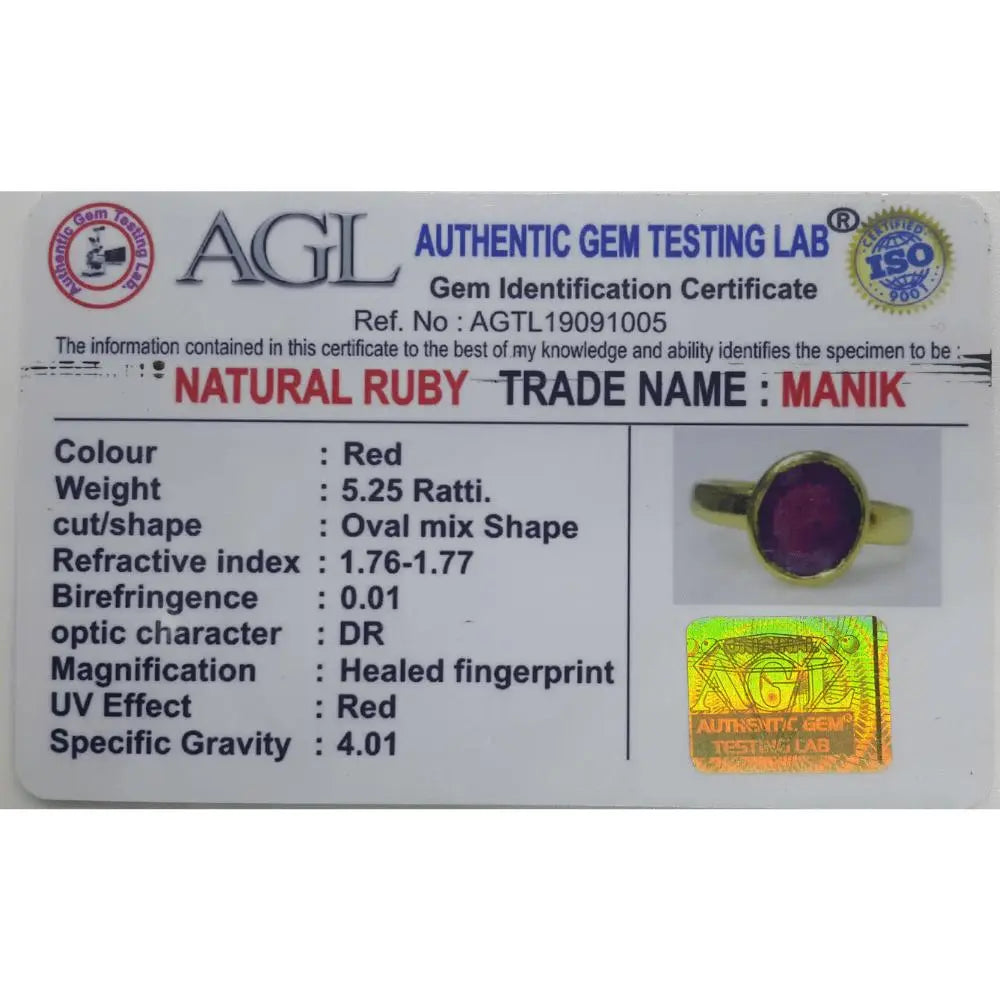 Authentic Gem Testing Lab.
AGL
AUTHENTIC GEM TESTING LAB®
CERTIFIED
ISO
9001
Gem Identification Certificate
Ref. No : AGTL19091005
The information contained in this certificate to the best of my knowledge and ability identifies the specimen to be :
NATURAL RUBY TRADE NAME : MANIK
Colour : Red
Weight : 5.25 Ratti.
cut/shape : Oval mix Shape
Refractive index : 1.76-1.77
Birefringence : 0.01
optic character : DR
Magnification : Healed fingerprint
UV Effect : Red
Specific Gravity : 4.01
ORIGINAL
AGTL
AUTHENTIC GEM®
TESTING LAB